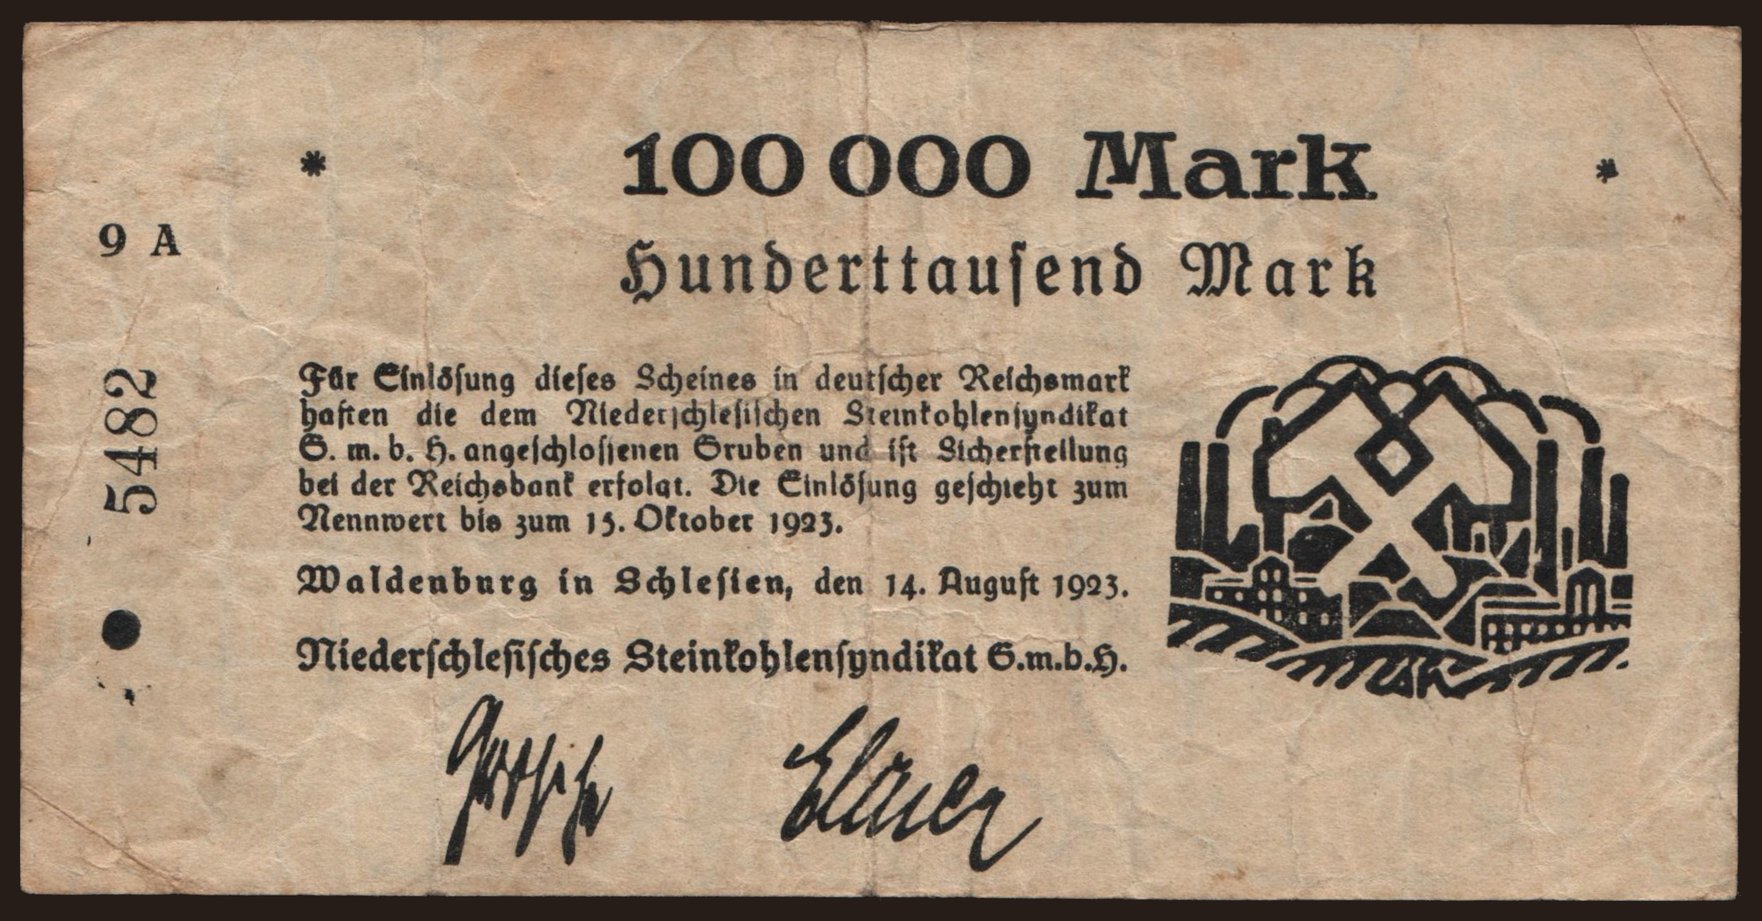 * 100 000 Mark *
9 A
Hunderttausend Mark
5482
Für Einlösung dieses Scheines in deutscher Reichsmark
haften die dem Niederschlesischen Steinkohlensyndikat
G. m. b. H. angeschlossenen Gruben und ist Sicherstellung
bei der Reichsbank erfolgt. Die Einlösung geschieht zum
Nennwert bis zum 15. Oktober 1923.
Waldenburg in Schlesien, den 14. August 1923.
Niederschlesisches Steinkohlensyndikat G.m.b.H.